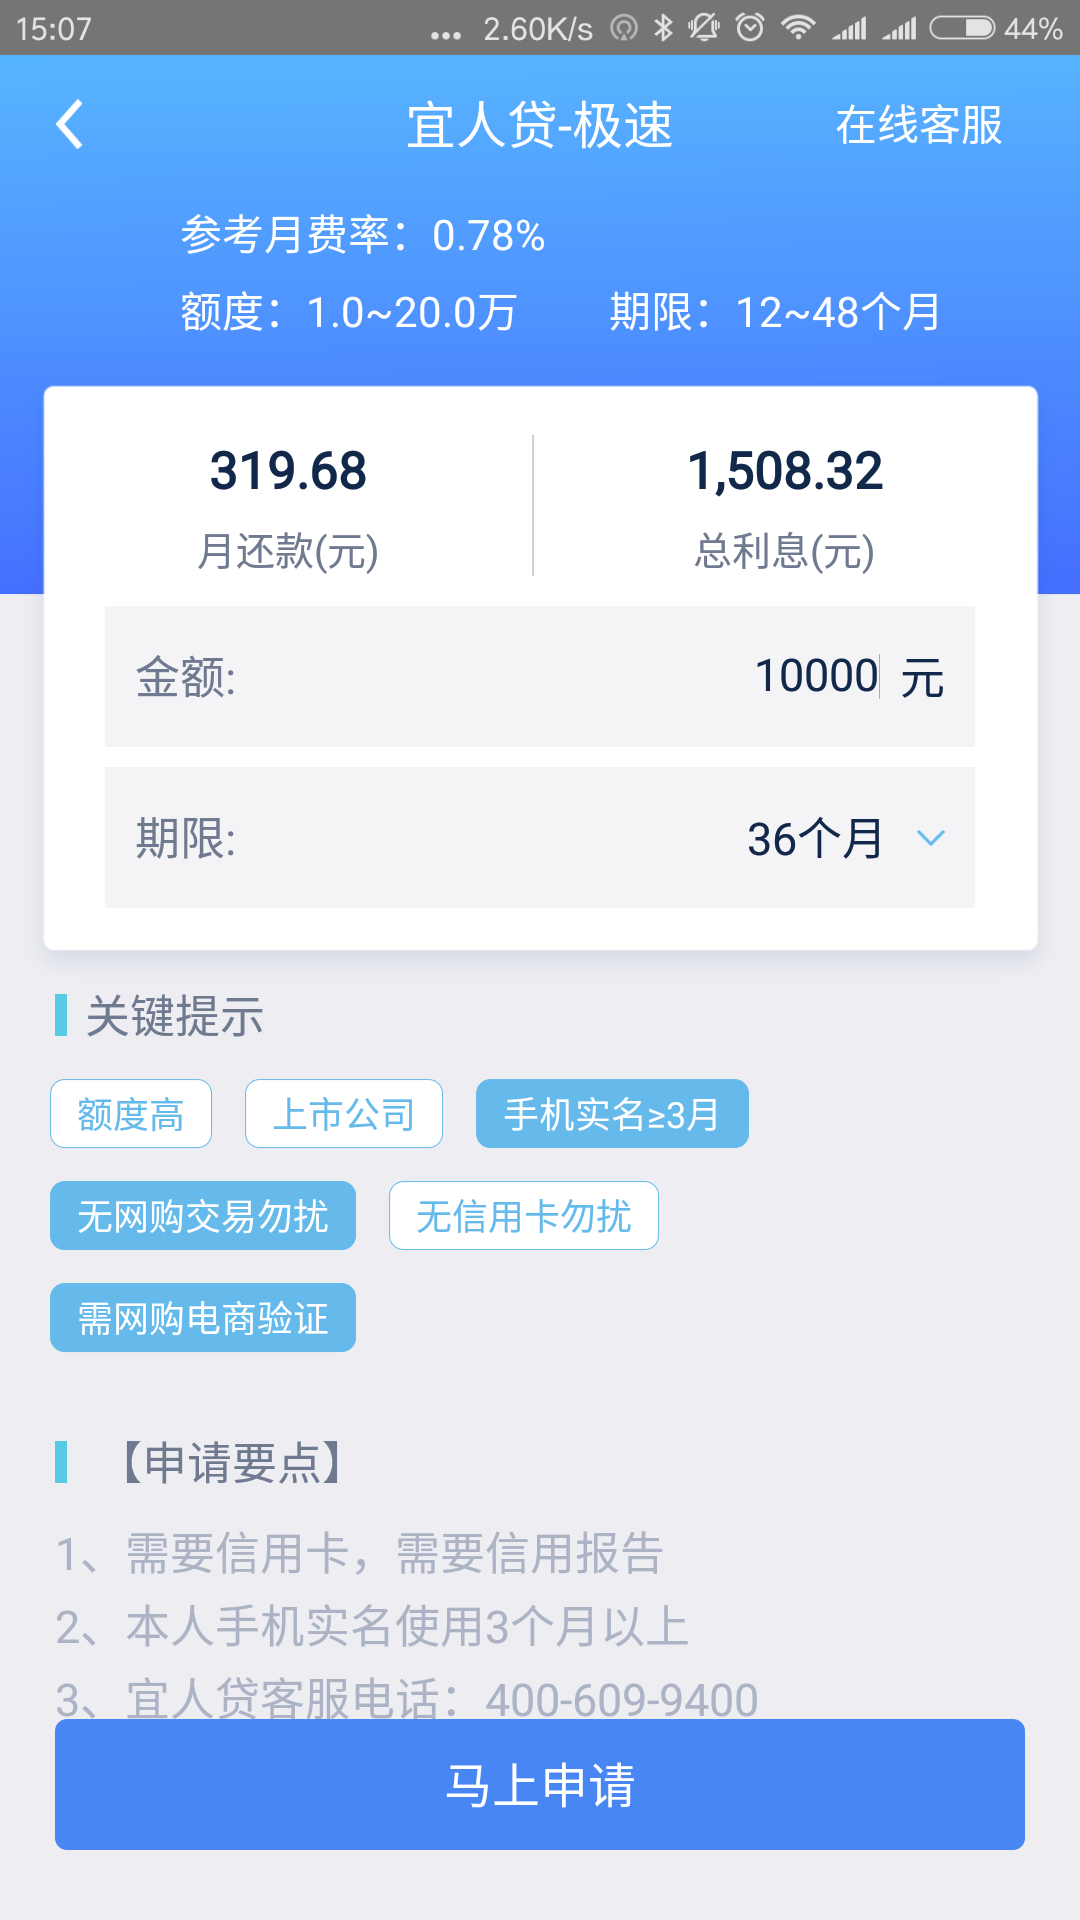 15:07 ... 2.60K/s 44%
宜人贷-极速 在线客服
参考月费率：0.78%
额度：1.0~20.0万 期限：12~48个月
319.68 1,508.32
月还款(元) 总利息(元)
金额: 10000 元
期限: 36个月
关键提示
额度高 上市公司 手机实名≥3月
无网购交易勿扰 无信用卡勿扰
需网购电商验证
【申请要点】
1、需要信用卡，需要信用报告
2、本人手机实名使用3个月以上
3、宜人贷客服电话：400-609-9400
马上申请